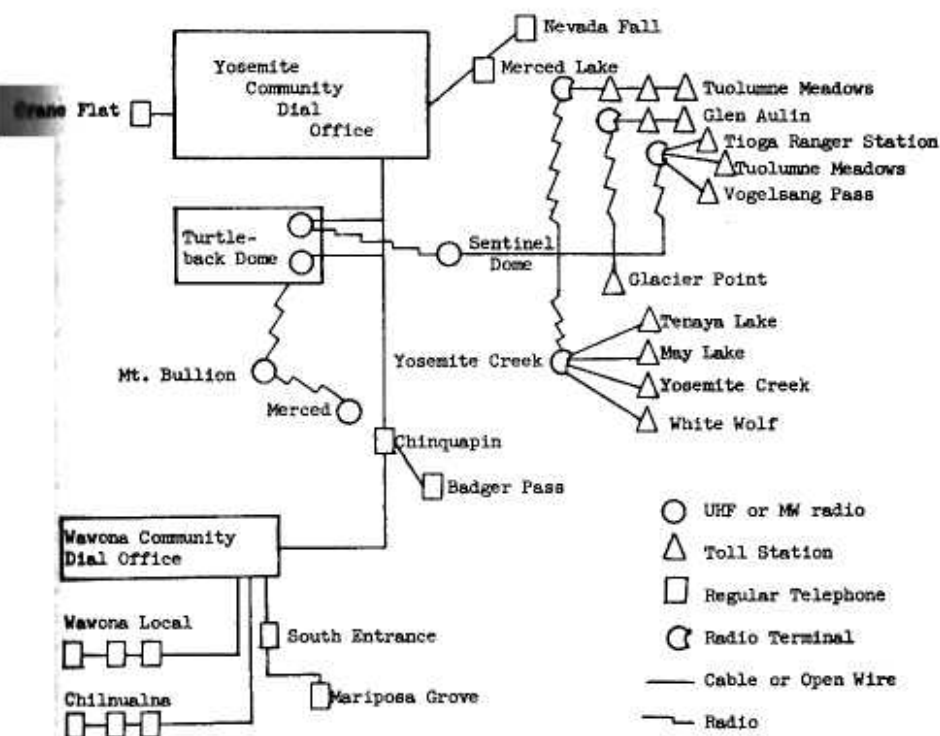 Nevada Fall
Yosemite
Community
Dial
Office
Merced Lake
Crane Flat
Tuolumne Meadows
Glen Aulin
Tioga Ranger Station
Tuolumne Meadows
Vogelsang Pass
Turtle-
back Dome
Sentinel
Dome
Glacier Point
Tenaya Lake
Mt. Bullion
Yosemite Creek
May Lake
Merced
Yosemite Creek
White Wolf
Chinquapin
Badger Pass
Wawona Community
Dial Office
Wawona Local
South Entrance
Chilnualna
Mariposa Grove
UHF or MW radio
Toll Station
Regular Telephone
Radio Terminal
Cable or Open Wire
Radio